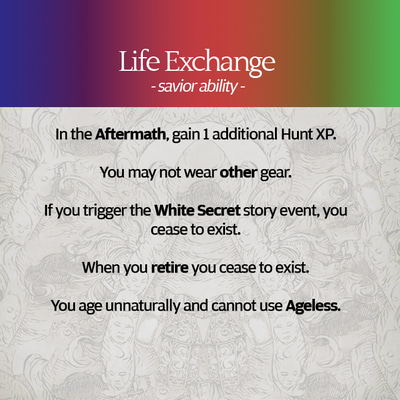 Life Exchange
- savior ability -
In the Aftermath, gain 1 additional Hunt XP.
You may not wear other gear.
If you trigger the White Secret story event, you
cease to exist.
When you retire you cease to exist.
You age unnaturally and cannot use Ageless.